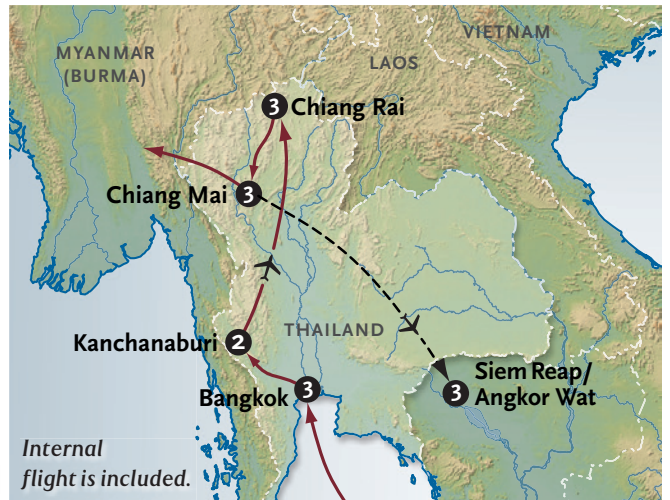 MYANMAR
(BURMA)
VIETNAM
LAOS
3 Chiang Rai
Chiang Mai 3
Kanchanaburi 2
THAILAND
Bangkok 3
Siem Reap/
3 Angkor Wat
Internal
flight is included.